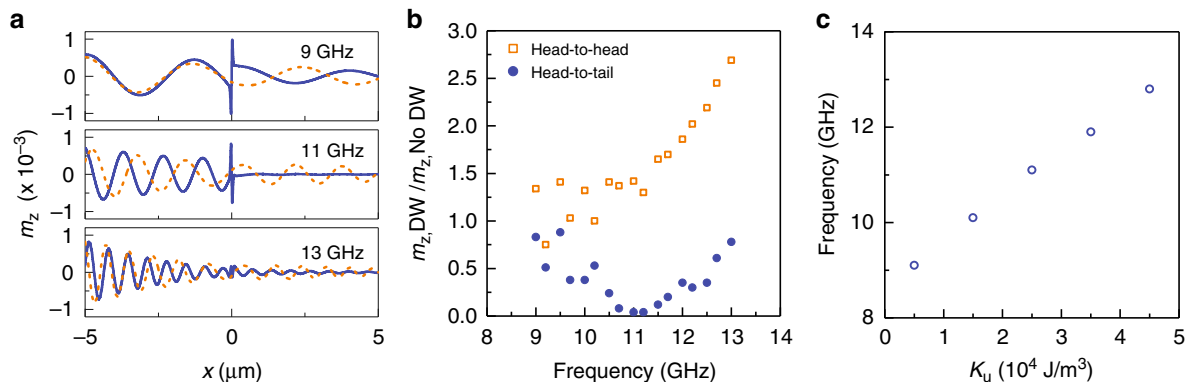 a
1
0
−1
9 GHz
1
0
−1
11 GHz
1
0
−1
13 GHz
−5
0
5
m_z (x 10⁻³)
x (μm)
b
3.0
2.5
2.0
1.5
1.0
0.5
0.0
Head-to-head
Head-to-tail
8 9 10 11 12 13 14
m_z,DW /m_z,No DW
Frequency (GHz)
c
14
12
10
8
0 1 2 3 4 5
Frequency (GHz)
K_u (10⁴ J/m³)